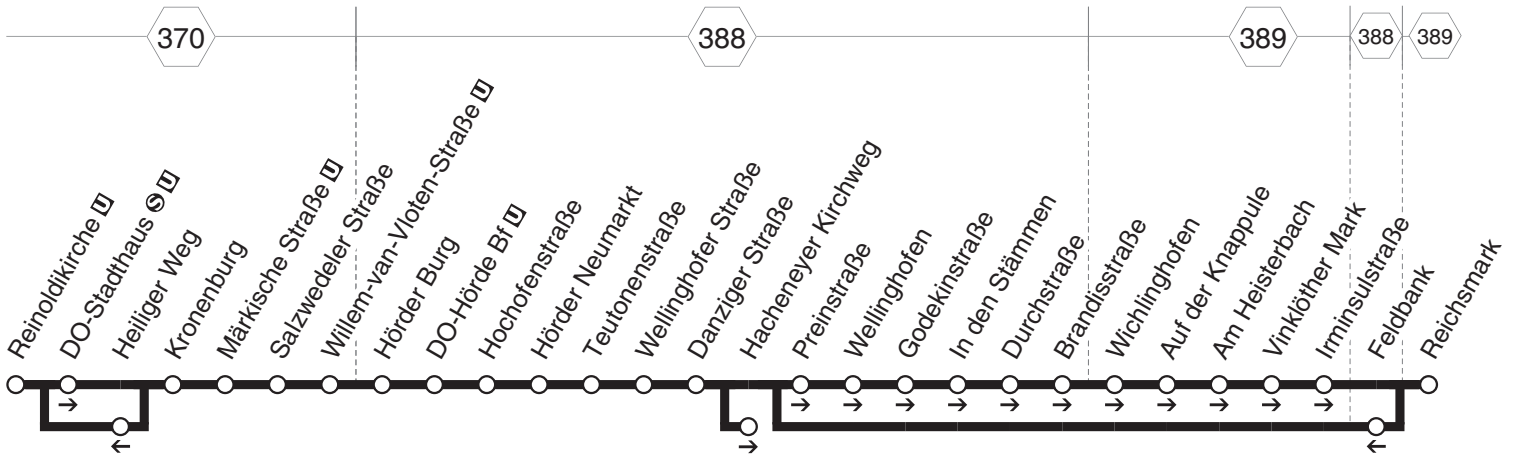 370
388
389
388
389
Reinoldikirche U
DO-Stadthaus S U
Heiliger Weg
Kronenburg
Märkische Straße U
Salzwedeler Straße
Willem-van-Vloten-Straße U
Hörder Burg
DO-Hörde Bf U
Hochofenstraße
Hörder Neumarkt
Teutonenstraße
Wellinghofer Straße
Danziger Straße
Hacheneyer Kirchweg
Preinstraße
Wellinghofen
Godekinstraße
In den Stämmen
Durchstraße
Brandisstraße
Wichlinghofen
Auf der Knappule
Am Heisterbach
Vinklöther Mark
Irminsulstraße
Feldbank
Reichsmark